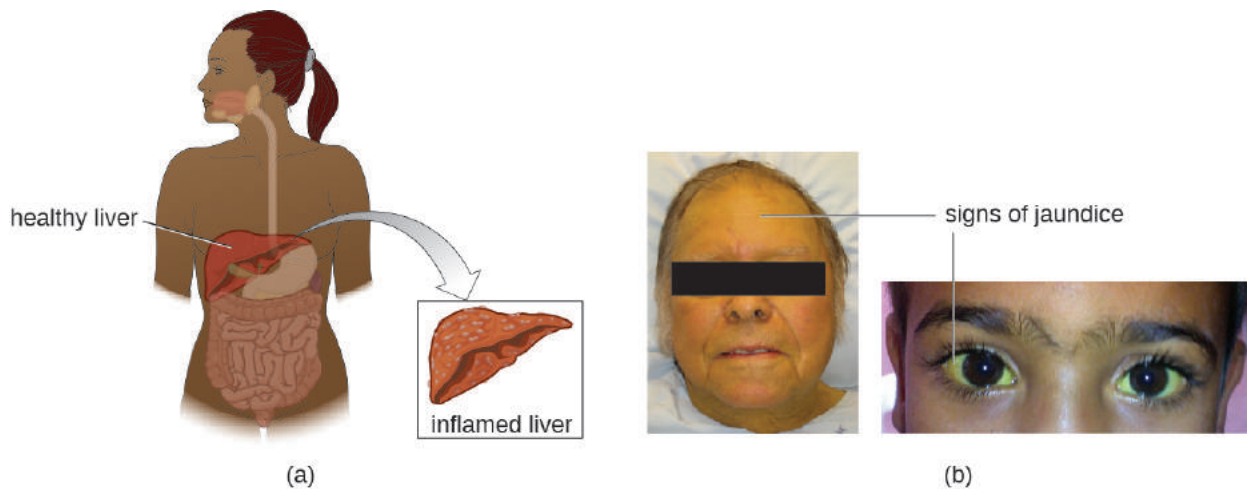 healthy liver
inflamed liver
(a)
signs of jaundice
(b)